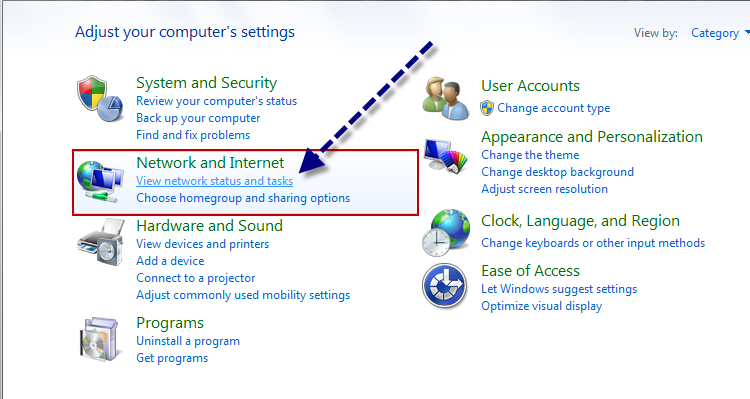 Adjust your computer's settings
View by: Category
System and Security
Review your computer's status
Back up your computer
Find and fix problems
Network and Internet
View network status and tasks
Choose homegroup and sharing options
Hardware and Sound
View devices and printers
Add a device
Connect to a projector
Adjust commonly used mobility settings
Programs
Uninstall a program
Get programs
User Accounts
Change account type
Appearance and Personalization
Change the theme
Change desktop background
Adjust screen resolution
Clock, Language, and Region
Change keyboards or other input methods
Ease of Access
Let Windows suggest settings
Optimize visual display